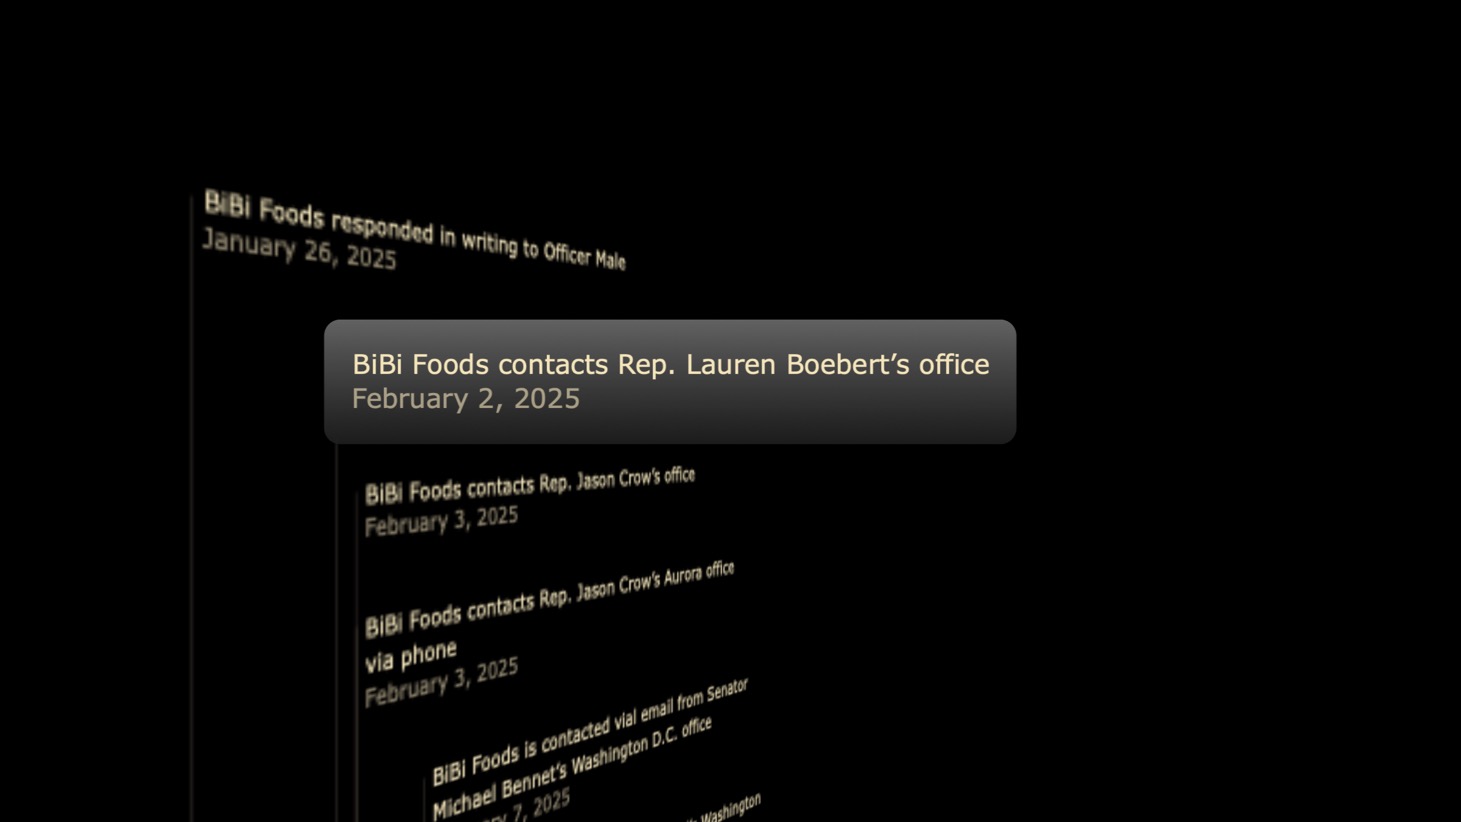 BiBi Foods responded in writing to Officer Male
January 26, 2025
BiBi Foods contacts Rep. Lauren Boebert’s office
February 2, 2025
BiBi Foods contacts Rep. Jason Crow’s office
February 3, 2025
BiBi Foods contacts Rep. Jason Crow’s Aurora office
via phone
February 3, 2025
BiBi Foods is contacted vial email from Senator
Michael Bennet’s Washington D.C. office
7, 2025
Washington